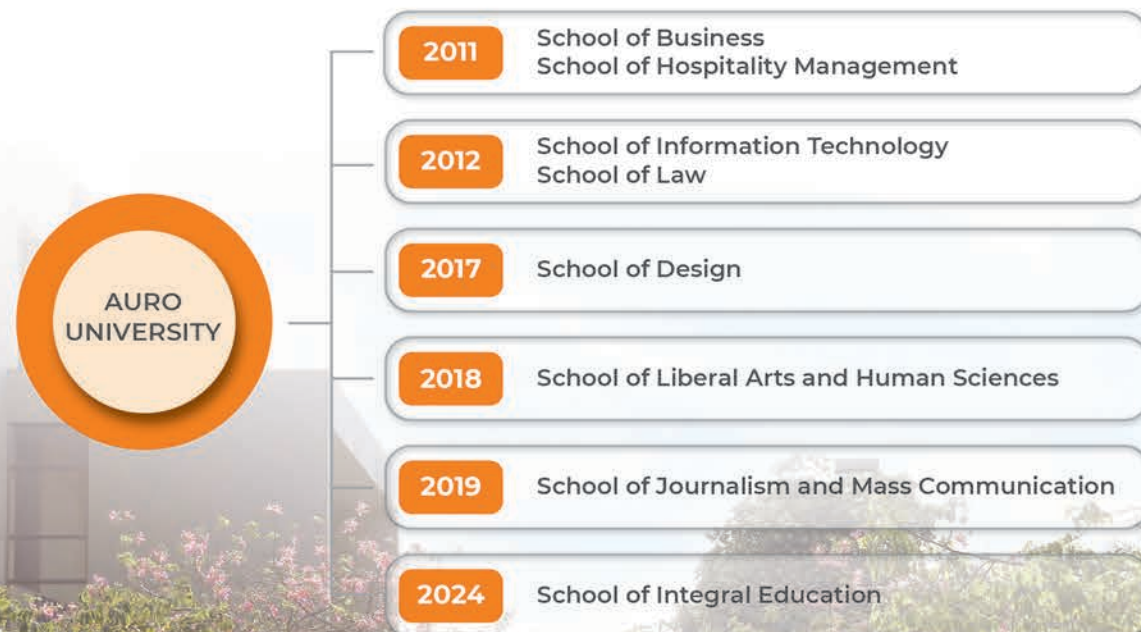 AURO
UNIVERSITY
2011
School of Business
School of Hospitality Management
2012
School of Information Technology
School of Law
2017
School of Design
2018
School of Liberal Arts and Human Sciences
2019
School of Journalism and Mass Communication
2024
School of Integral Education